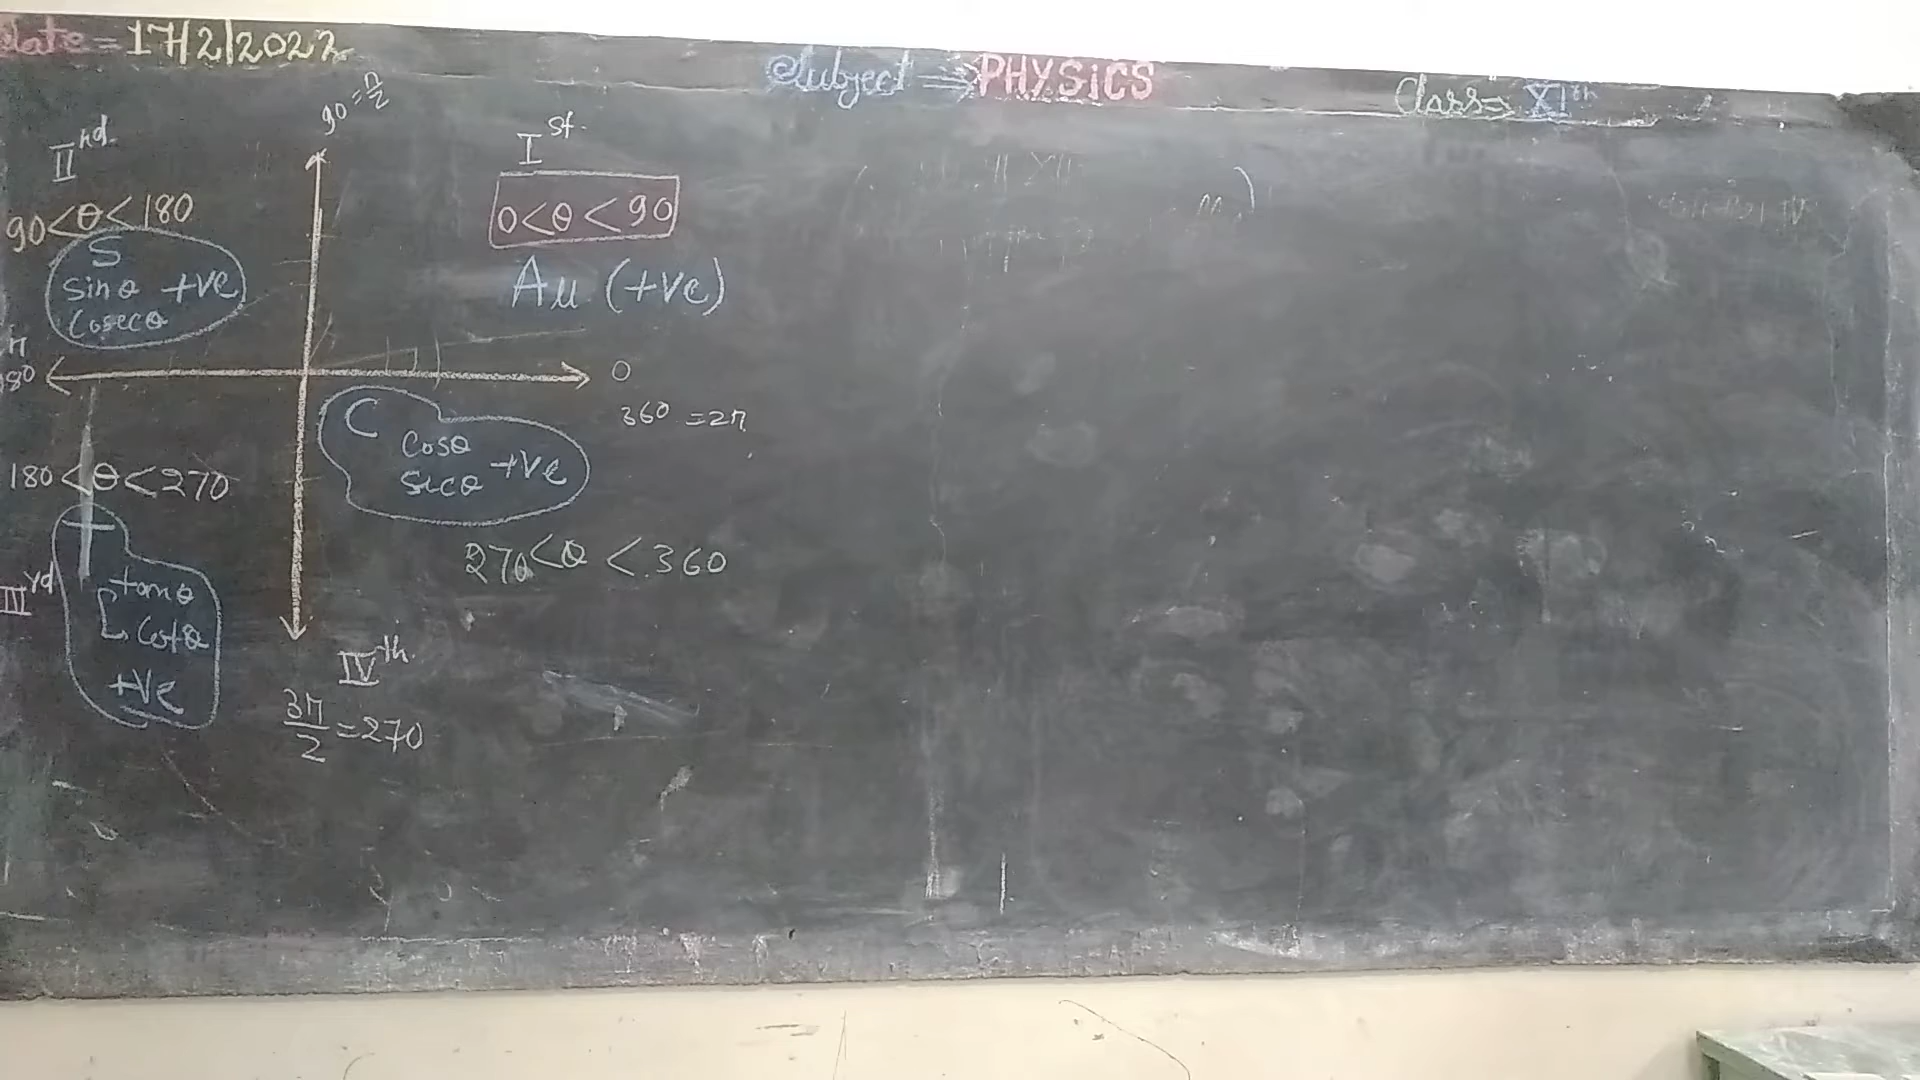 Date = 17/2/2022
Subject ⇒ PHYSICS
Class ⇒ XIth
90 = π/2
IInd.
90<θ<180
S
sinθ +ve
Cosecθ
Ist.
0<θ<90
All (+ve)
π
180
0
360 = 2π
C
Cosθ
Secθ +ve
270<θ<360
180<θ<270
T
IIIrd
tanθ
Cotθ
+ve
IVth.
3π/2 = 270